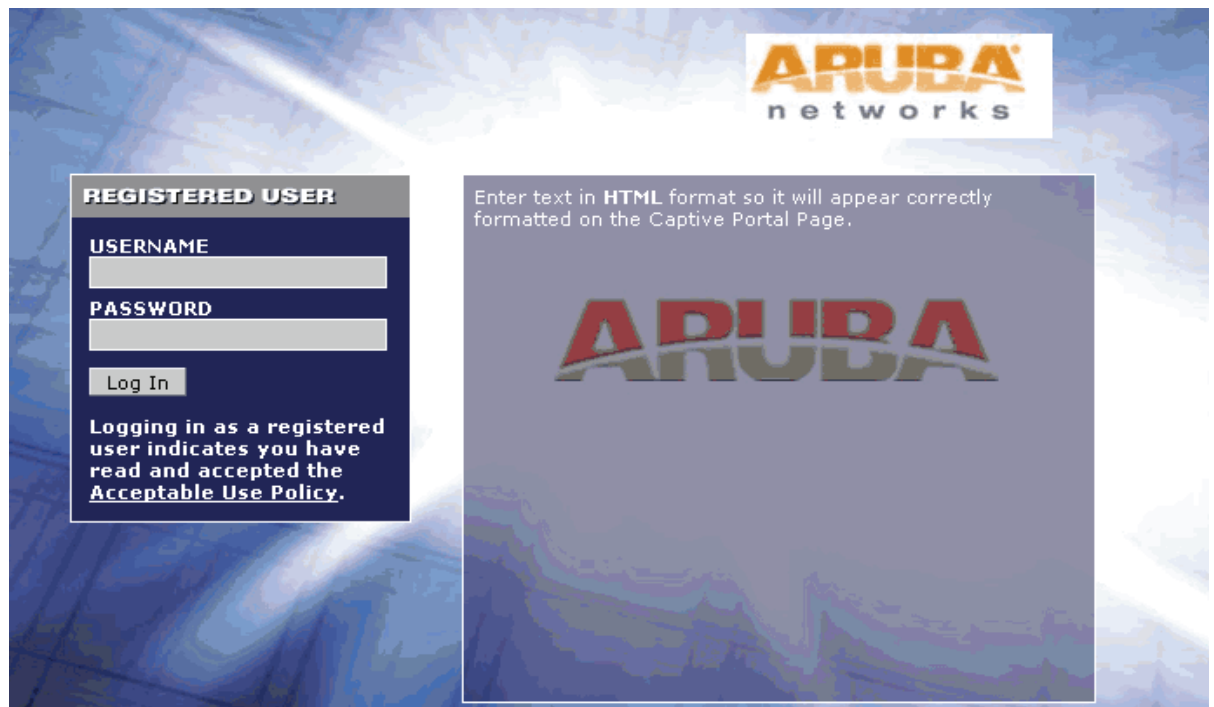 ARUBA
networks
REGISTERED USER
USERNAME
PASSWORD
Log In
Logging in as a registered
user indicates you have
read and accepted the
Acceptable Use Policy.
Enter text in HTML format so it will appear correctly
formatted on the Captive Portal Page.
ARUBA